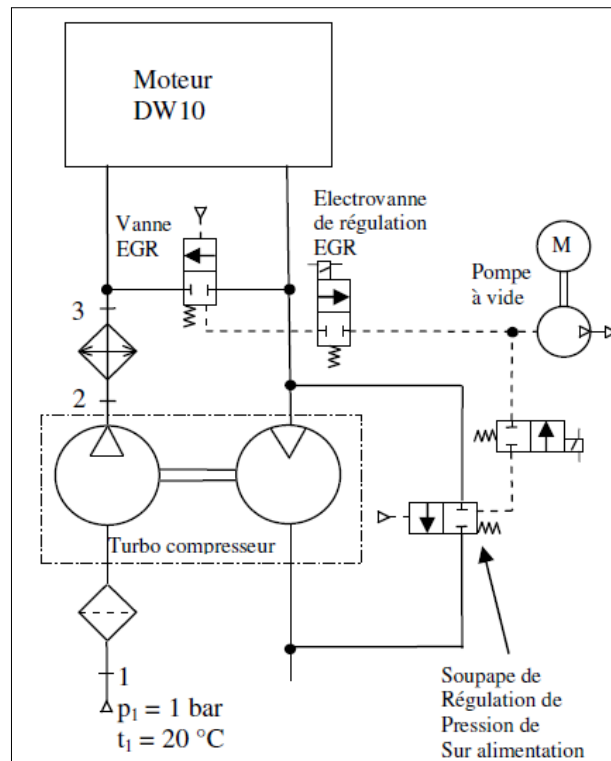 Moteur
DW10
Vanne
EGR
Electrovanne
de régulation
EGR
M
Pompe
à vide
3
2
Turbo compresseur
1
p₁ = 1 bar
t₁ = 20 °C
Soupape de
Régulation de
Pression de
Sur alimentation